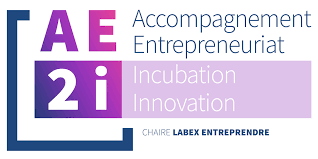 AE Accompagnement
Entrepreneuriat
2i Incubation
Innovation
CHAIRE LABEX ENTREPRENDRE